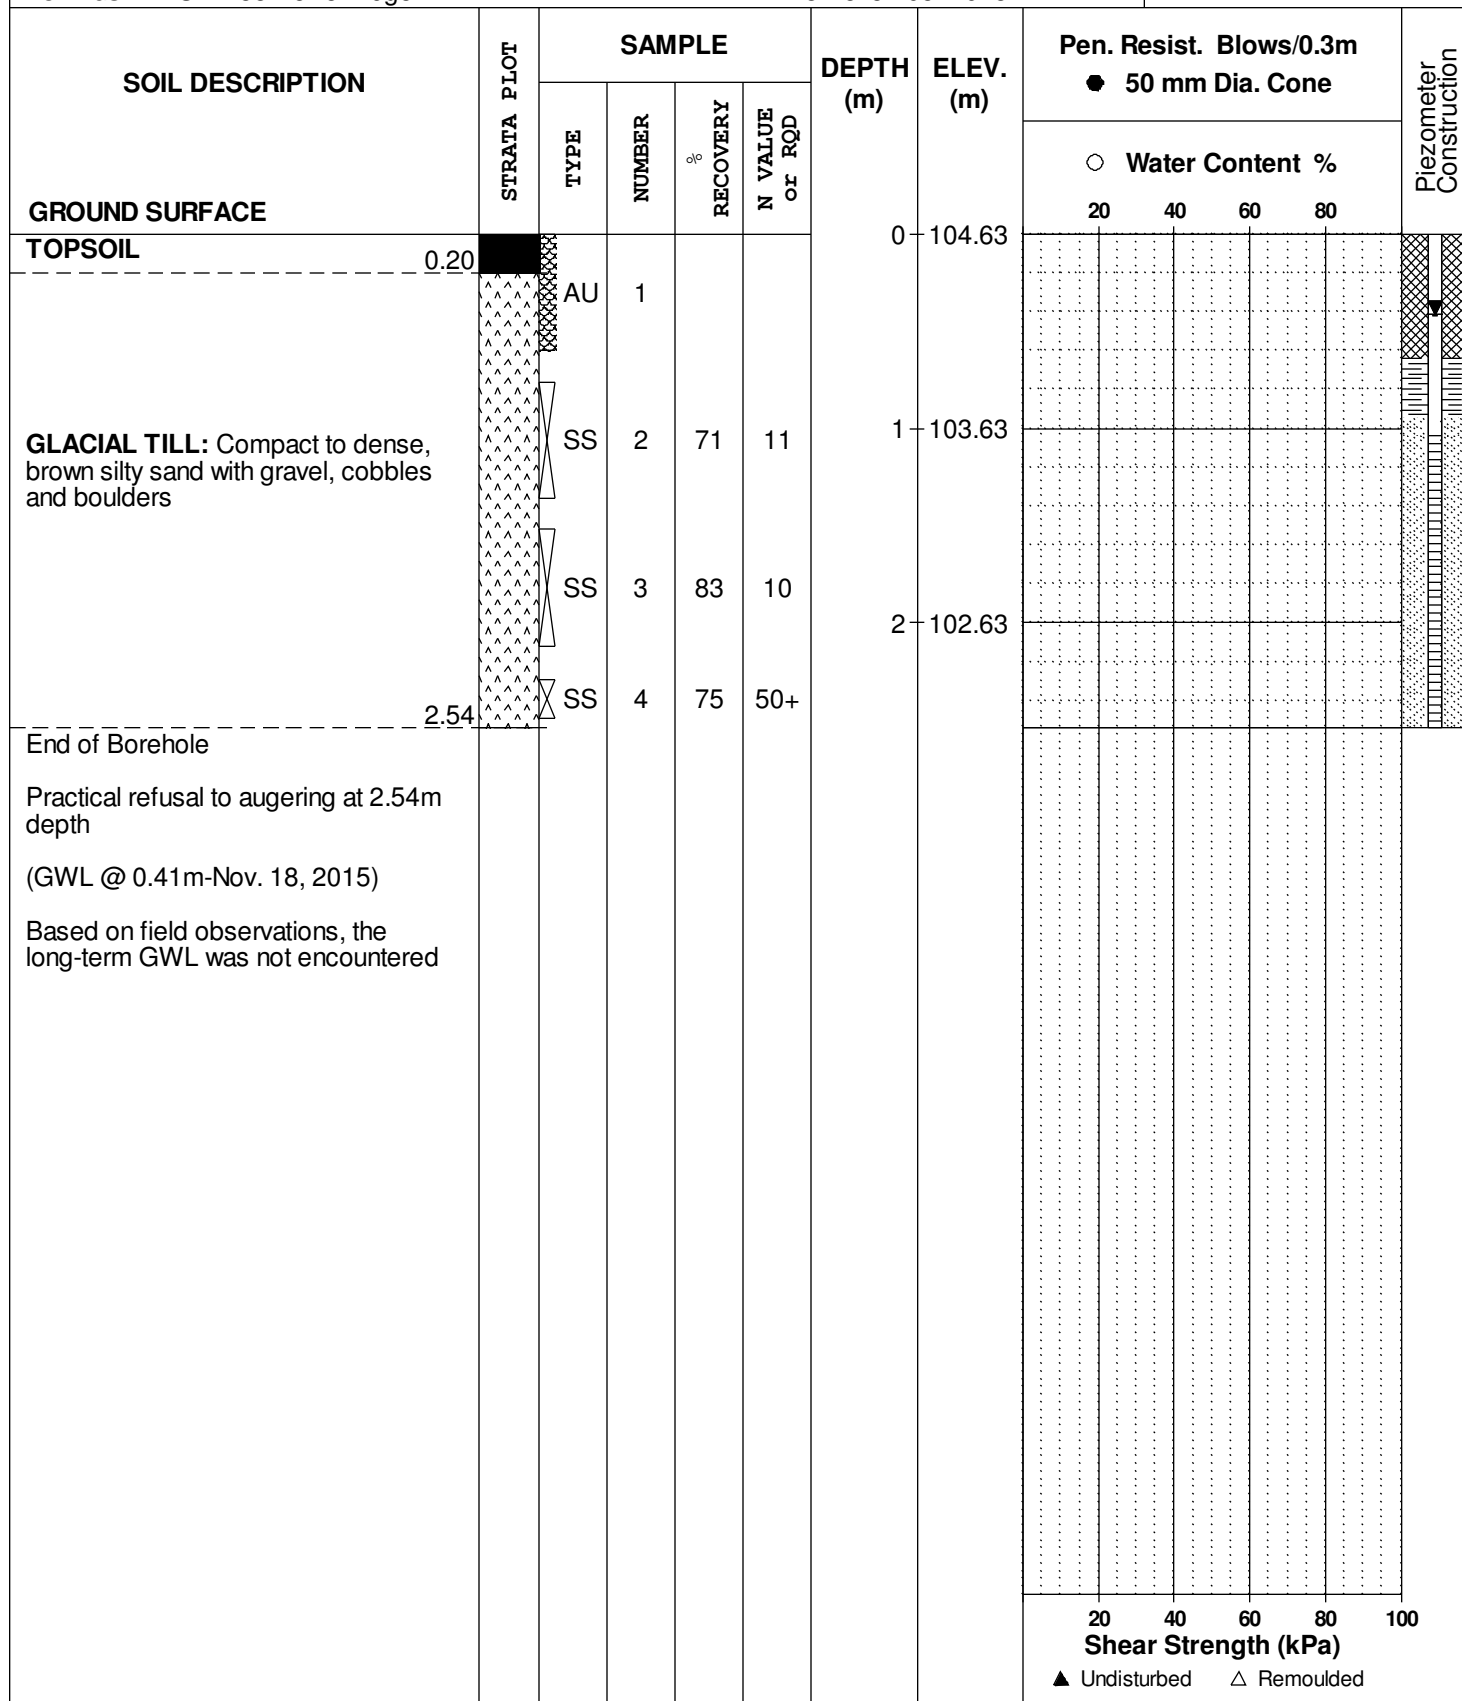 SOIL DESCRIPTION
GROUND SURFACE
STRATA PLOT
SAMPLE
TYPE
NUMBER
%
RECOVERY
N VALUE
or RQD
DEPTH
(m)
ELEV.
(m)
Pen. Resist. Blows/0.3m
● 50 mm Dia. Cone
○ Water Content %
20 40 60 80
Piezometer
Construction
TOPSOIL
0.20
0 104.63
AU 1
GLACIAL TILL: Compact to dense,
brown silty sand with gravel, cobbles
and boulders
SS 2 71 11
1 103.63
SS 3 83 10
2 102.63
SS 4 75 50+
2.54
End of Borehole
Practical refusal to augering at 2.54m
depth
(GWL @ 0.41m-Nov. 18, 2015)
Based on field observations, the
long-term GWL was not encountered
20 40 60 80 100
Shear Strength (kPa)
▲ Undisturbed △ Remoulded